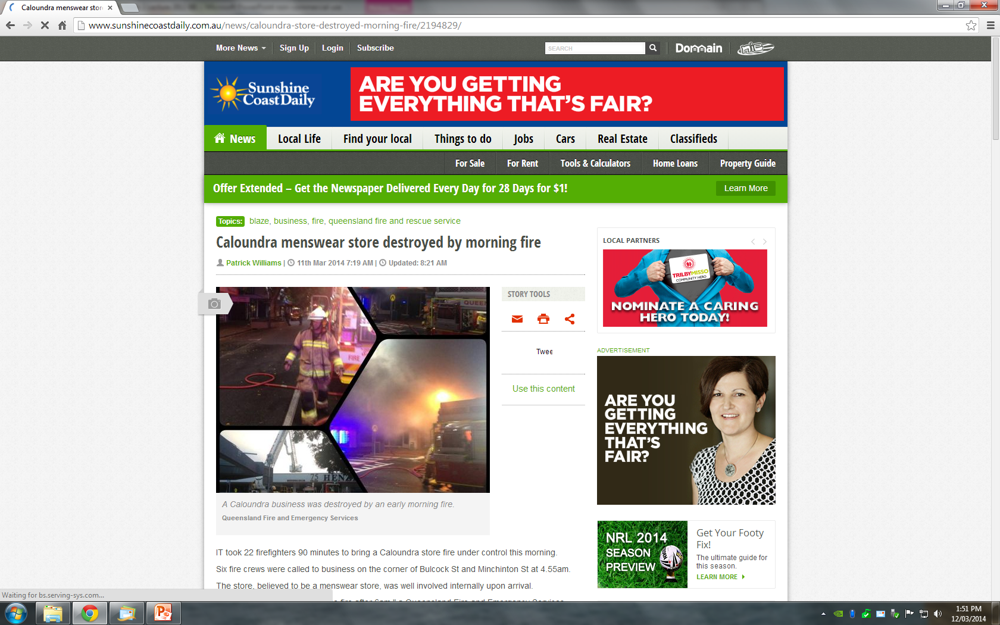 Caloundra menswear stor
www.sunshinecoastdaily.com.au/news/caloundra-store-destroyed-morning-fire/2194829/
More News
Sign Up
Login
Subscribe
SEARCH
Domain
Sunshine
CoastDaily
ARE YOU GETTING
EVERYTHING THAT'S FAIR?
News
Local Life
Find your local
Things to do
Jobs
Cars
Real Estate
Classifieds
For Sale
For Rent
Tools & Calculators
Home Loans
Property Guide
Offer Extended – Get the Newspaper Delivered Every Day for 28 Days for $1!
Learn More
Topics: blaze, business, fire, queensland fire and rescue service
Caloundra menswear store destroyed by morning fire
Patrick Williams | 11th Mar 2014 7:19 AM | Updated: 8:21 AM
FIRE
75 HENZ
A Caloundra business was destroyed by an early morning fire.
Queensland Fire and Emergency Services
STORY TOOLS
Twee
Use this content
IT took 22 firefighters 90 minutes to bring a Caloundra store fire under control this morning.
Six fire crews were called to business on the corner of Bulcock St and Minchinton St at 4.55am.
The store, believed to be a menswear store, was well involved internally upon arrival.
LOCAL PARTNERS
TRILBYMISSO
COMMUNITY HERO
NOMINATE A CARING
HERO TODAY!
ADVERTISEMENT
ARE YOU
GETTING
EVERYTHING
THAT'S
FAIR?
NRL 2014
SEASON
PREVIEW
Get Your Footy
Fix!
The ultimate guide for
this season.
LEARN MORE
Waiting for bs.serving-sys.com...
1:51 PM
12/03/2014